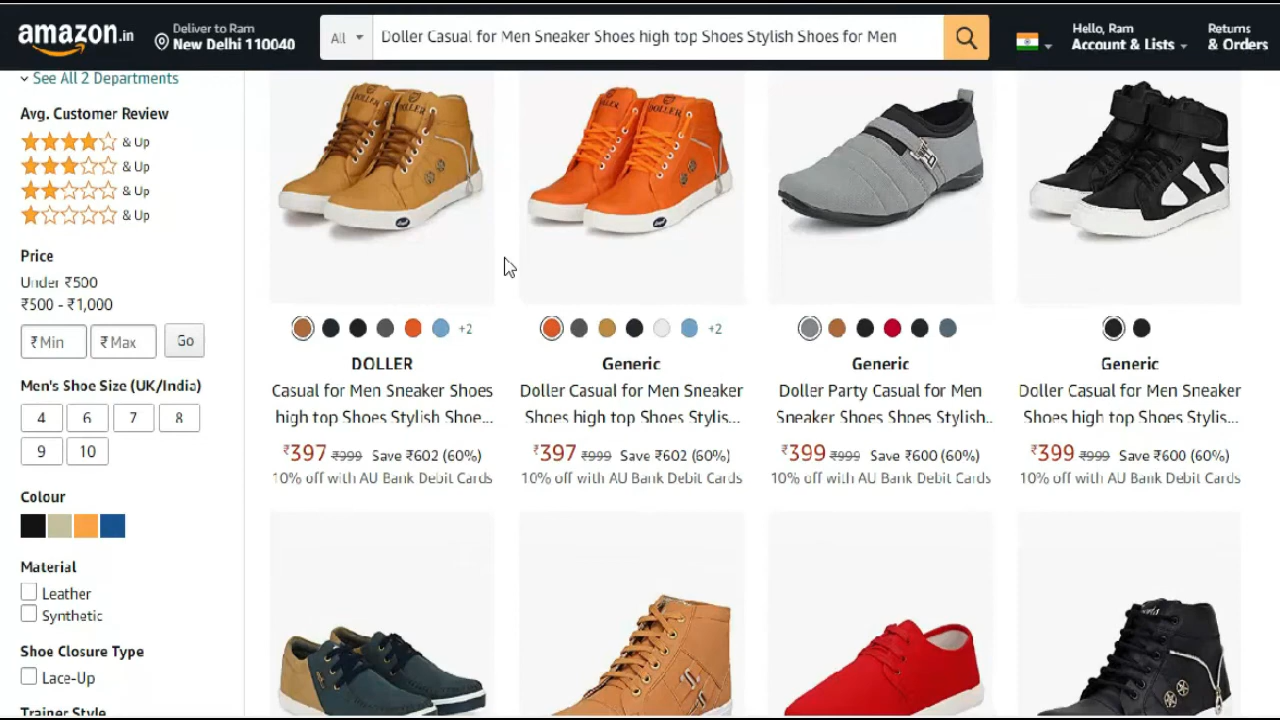 amazon.in
Deliver to Ram
New Delhi 110040
All
Doller Casual for Men Sneaker Shoes high top Shoes Stylish Shoes for Men
Hello, Ram
Account & Lists
Returns
& Orders
See All 2 Departments
Avg. Customer Review
& Up
& Up
& Up
& Up
Price
Under ₹500
₹500 - ₹1,000
₹ Min
₹ Max
Go
Men's Shoe Size (UK/India)
4 6 7 8
9 10
Colour
Material
Leather
Synthetic
Shoe Closure Type
Lace-Up
Trainer Style
DOLLER
DOLLER
+2
DOLLER
Casual for Men Sneaker Shoes
high top Shoes Stylish Shoe...
₹397 ₹999 Save ₹602 (60%)
10% off with AU Bank Debit Cards
DOLLER
+2
Generic
Doller Casual for Men Sneaker
Shoes high top Shoes Stylis...
₹397 ₹999 Save ₹602 (60%)
10% off with AU Bank Debit Cards
Generic
Doller Party Casual for Men
Sneaker Shoes Shoes Stylish...
₹399 ₹999 Save ₹600 (60%)
10% off with AU Bank Debit Cards
Generic
Doller Casual for Men Sneaker
Shoes high top Shoes Stylis...
₹399 ₹999 Save ₹600 (60%)
10% off with AU Bank Debit Cards